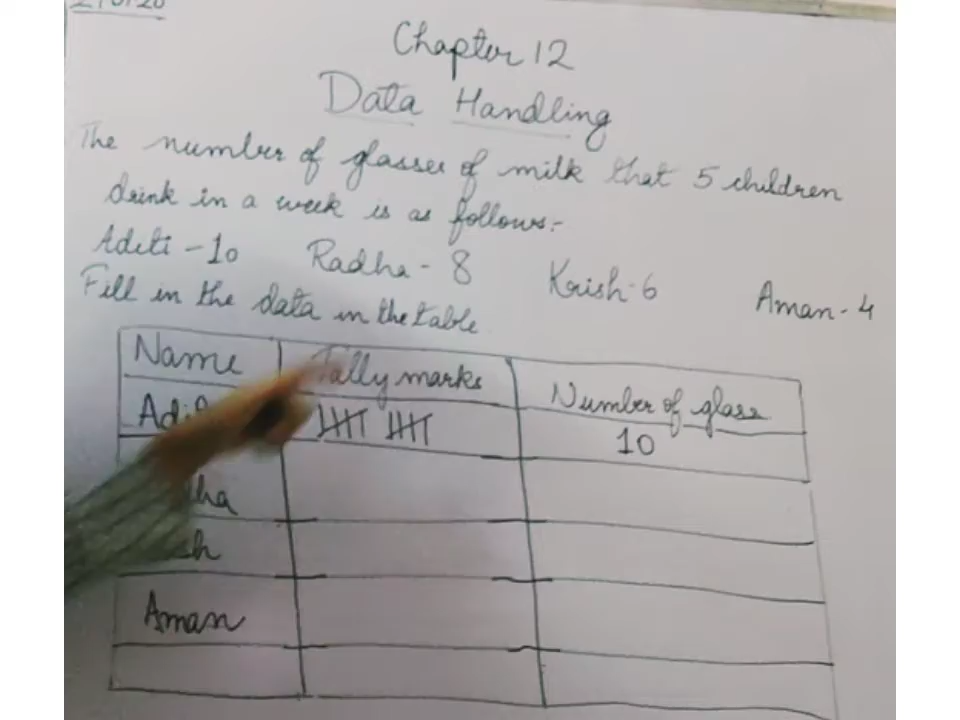 Chapter 12
Data Handling
The number of glasses of milk that 5 children
drink in a week is as follows:-
Aditi - 10 Radha - 8 Krish - 6 Aman - 4
Fill in the data in the table.
Name Tally marks Number of glass
10
Aman